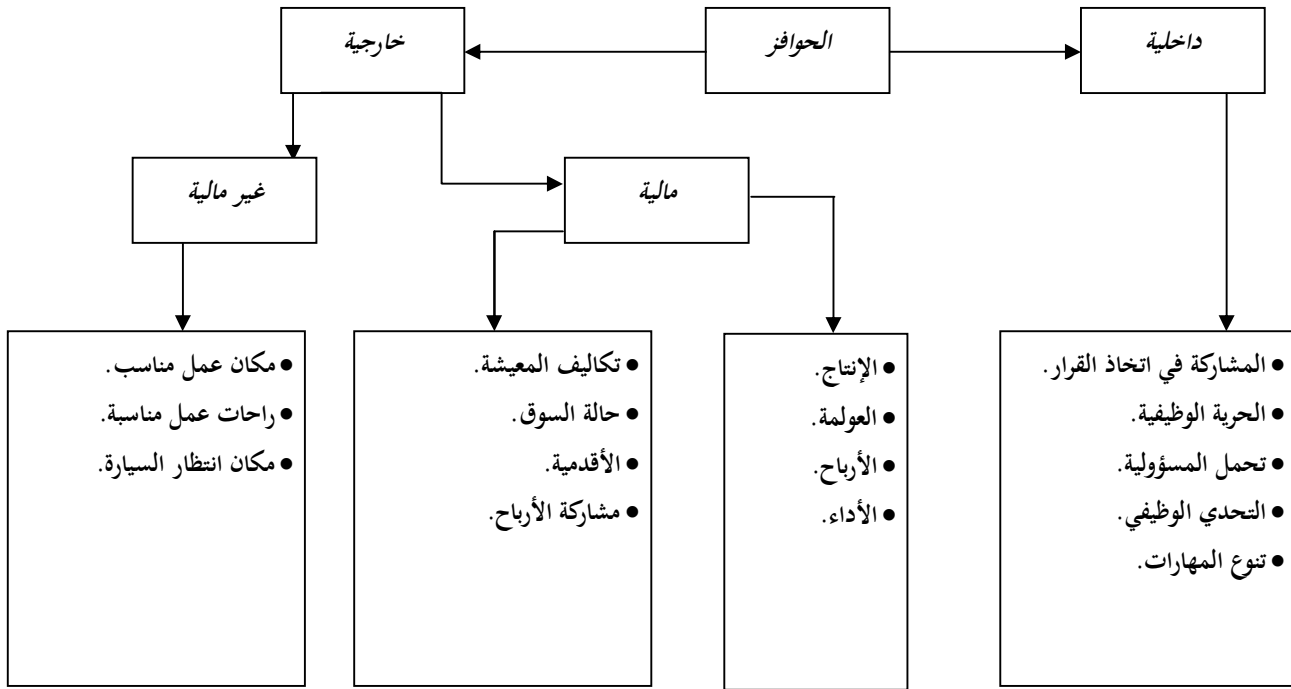 داخلية
الحوافز
خارجية
مالية
غير مالية
• المشاركة في اتخاذ القرار.
• الحرية الوظيفية.
• تحمل المسؤولية.
• التحدي الوظيفي.
• تنوع المهارات.
• الإنتاج.
• العولمة.
• الأرباح.
• الأداء.
• تكاليف المعيشة.
• حالة السوق.
• الأقدمية.
• مشاركة الأرباح.
• مكان عمل مناسب.
• راحات عمل مناسبة.
• مكان انتظار السيارة.